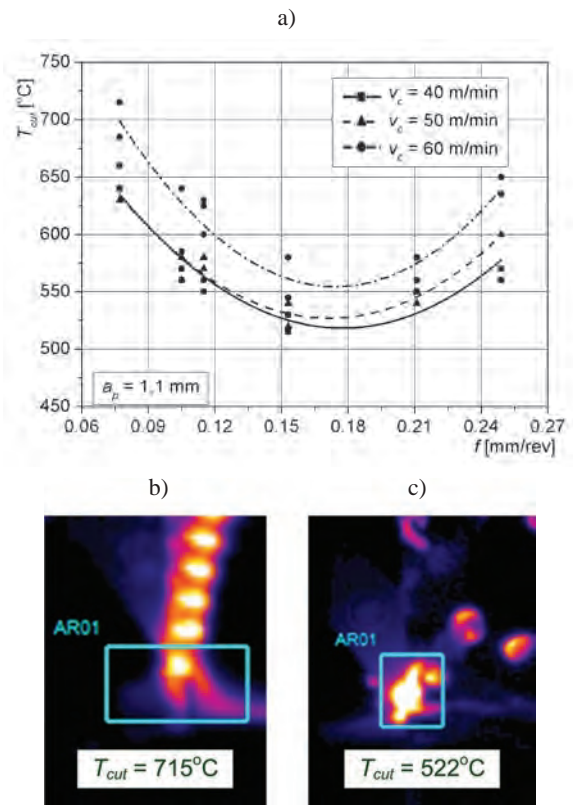 a)
T_cut [°C]
750
700
650
600
550
500
450
v_c = 40 m/min
v_c = 50 m/min
v_c = 60 m/min
a_p = 1,1 mm
0.06 0.09 0.12 0.15 0.18 0.21 0.24 0.27
f [mm/rev]
b) c)
AR01
AR01
T_cut = 715°C
T_cut = 522°C